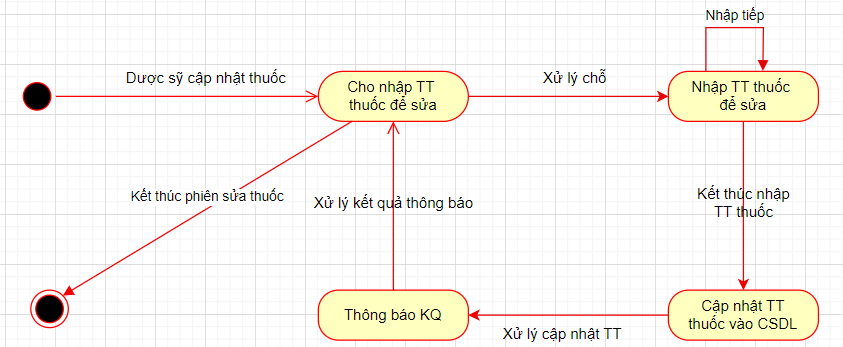 Nhập tiếp
Dược sỹ cập nhật thuốc
Cho nhập TT
thuốc để sửa
Xử lý chỗ
Nhập TT thuốc
để sửa
Kết thúc phiên sửa thuốc
Xử lý kết quả thông báo
Kết thúc nhập
TT thuốc
Thông báo KQ
Xử lý cập nhật TT
Cập nhật TT
thuốc vào CSDL